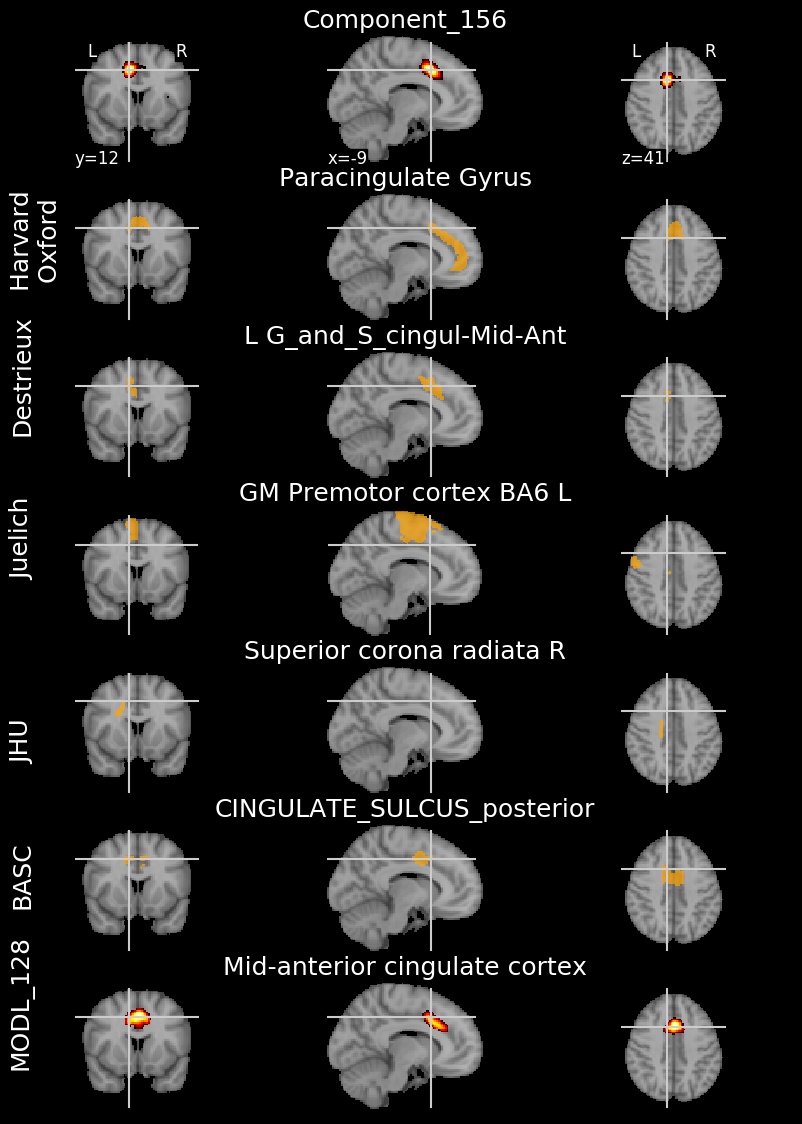 Component_156
L R L R
y=12 x=-9 z=41
Paracingulate Gyrus
Harvard
Oxford
L G_and_S_cingul-Mid-Ant
Destrieux
GM Premotor cortex BA6 L
Juelich
Superior corona radiata R
JHU
CINGULATE_SULCUS_posterior
BASC
Mid-anterior cingulate cortex
MODL_128